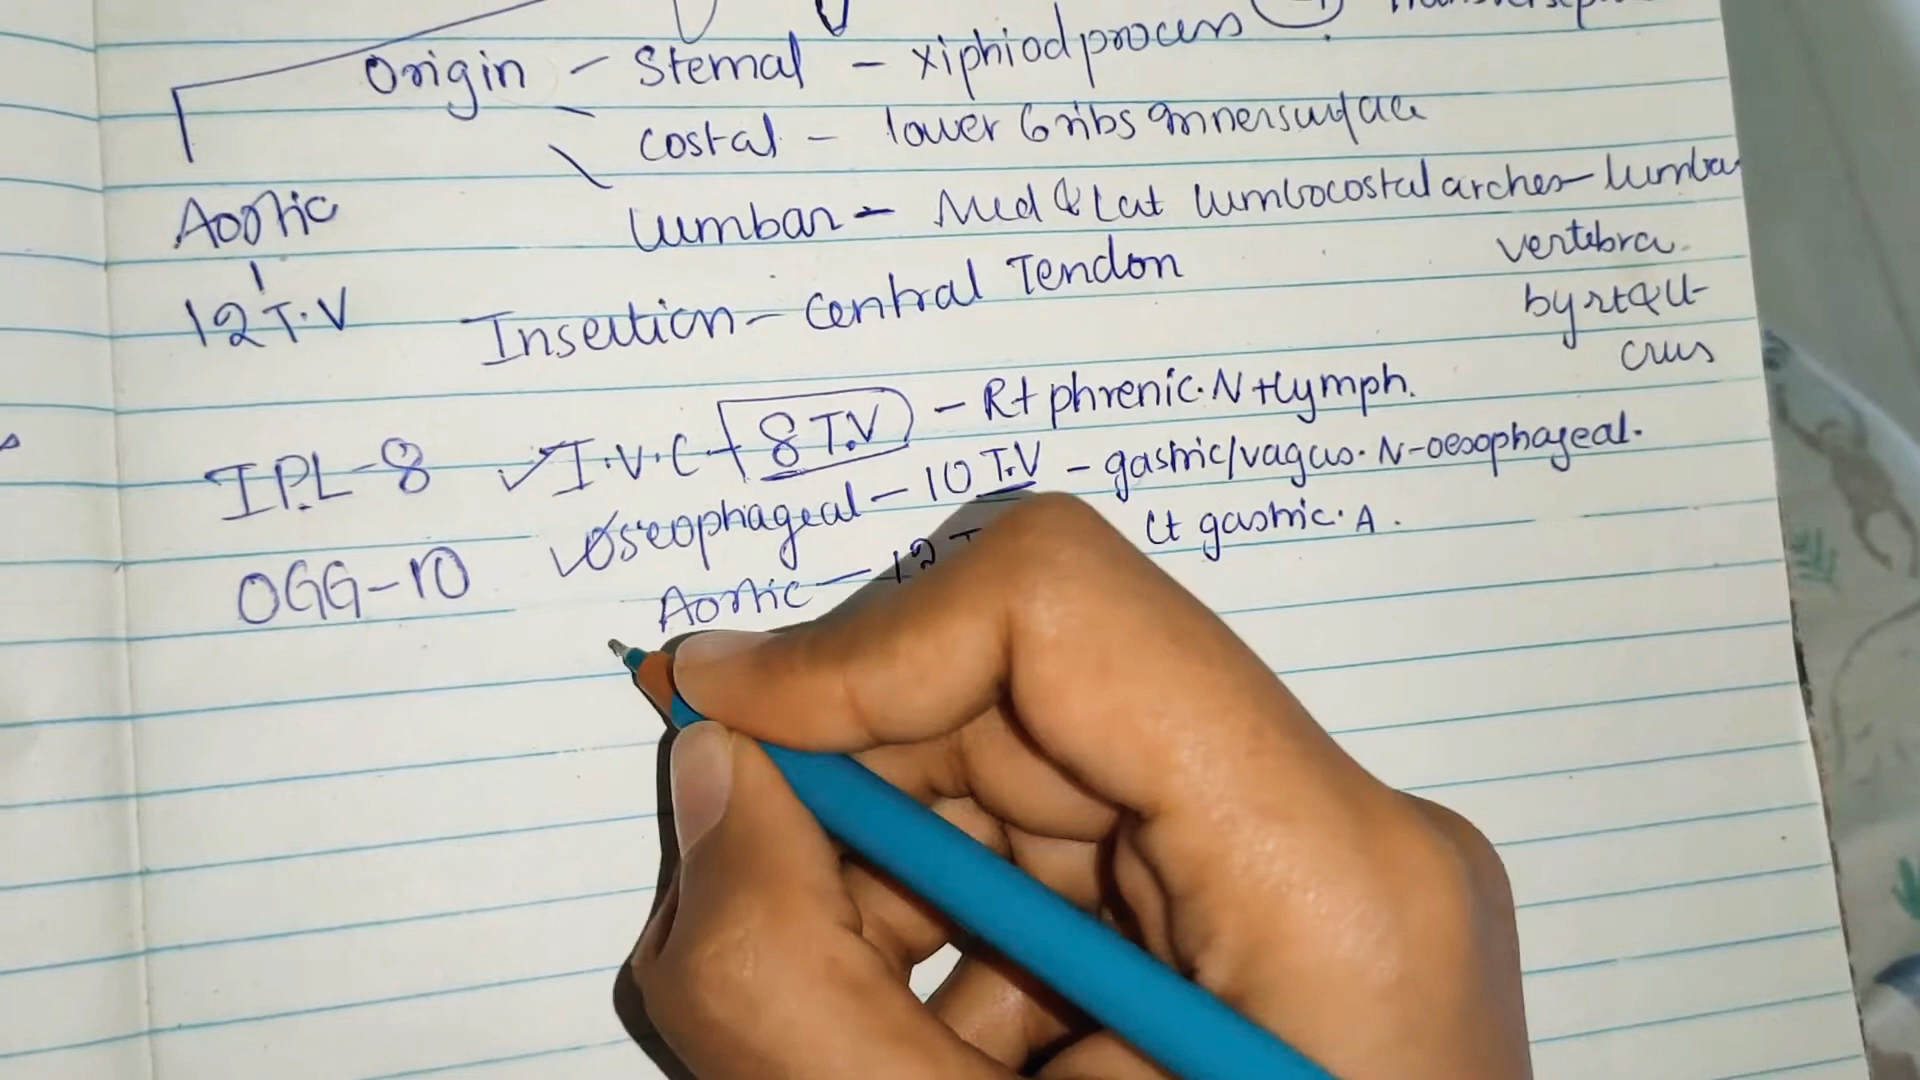 Origin - Sternal - xiphiod process
costal - lower 6 ribs innersurface
Aortic
Lumbar - Med & Lat lumbocostal arches - lumbar
vertebra.
by rt & lt
crus
12 T.V
Insertion - central Tendon
I.P.L-8
I.V.C - 8 T.V - Rt phrenic.N + Lymph.
OGG-10
Oseophageal - 10 T.V - gastric/vagus.N - oesophageal.
Lt gastric.A.
Aortic - 12 T